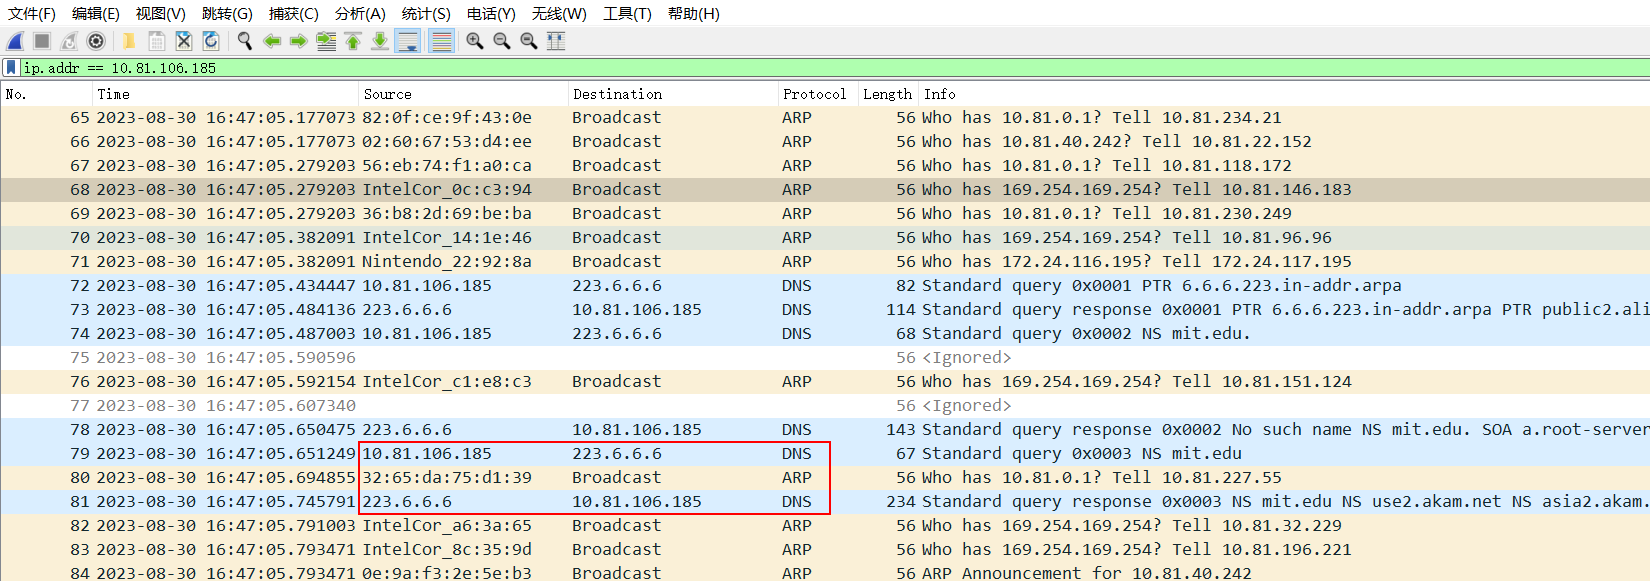 文件(F) 编辑(E) 视图(V) 跳转(G) 捕获(C) 分析(A) 统计(S) 电话(Y) 无线(W) 工具(T) 帮助(H)
ip.addr == 10.81.106.185
No. Time Source Destination Protocol Length Info
65 2023-08-30 16:47:05.177073 82:0f:ce:9f:43:0e Broadcast ARP 56 Who has 10.81.0.1? Tell 10.81.234.21
66 2023-08-30 16:47:05.177073 02:60:67:53:d4:ee Broadcast ARP 56 Who has 10.81.40.242? Tell 10.81.22.152
67 2023-08-30 16:47:05.279203 56:eb:74:f1:a0:ca Broadcast ARP 56 Who has 10.81.0.1? Tell 10.81.118.172
68 2023-08-30 16:47:05.279203 IntelCor_0c:c3:94 Broadcast ARP 56 Who has 169.254.169.254? Tell 10.81.146.183
69 2023-08-30 16:47:05.279203 36:b8:2d:69:be:ba Broadcast ARP 56 Who has 10.81.0.1? Tell 10.81.230.249
70 2023-08-30 16:47:05.382091 IntelCor_14:1e:46 Broadcast ARP 56 Who has 169.254.169.254? Tell 10.81.96.96
71 2023-08-30 16:47:05.382091 Nintendo_22:92:8a Broadcast ARP 56 Who has 172.24.116.195? Tell 172.24.117.195
72 2023-08-30 16:47:05.434447 10.81.106.185 223.6.6.6 DNS 82 Standard query 0x0001 PTR 6.6.6.223.in-addr.arpa
73 2023-08-30 16:47:05.484136 223.6.6.6 10.81.106.185 DNS 114 Standard query response 0x0001 PTR 6.6.6.223.in-addr.arpa PTR public2.ali
74 2023-08-30 16:47:05.487003 10.81.106.185 223.6.6.6 DNS 68 Standard query 0x0002 NS mit.edu.
75 2023-08-30 16:47:05.590596 56 <Ignored>
76 2023-08-30 16:47:05.592154 IntelCor_c1:e8:c3 Broadcast ARP 56 Who has 169.254.169.254? Tell 10.81.151.124
77 2023-08-30 16:47:05.607340 56 <Ignored>
78 2023-08-30 16:47:05.650475 223.6.6.6 10.81.106.185 DNS 143 Standard query response 0x0002 No such name NS mit.edu. SOA a.root-server
79 2023-08-30 16:47:05.651249 10.81.106.185 223.6.6.6 DNS 67 Standard query 0x0003 NS mit.edu
80 2023-08-30 16:47:05.694855 32:65:da:75:d1:39 Broadcast ARP 56 Who has 10.81.0.1? Tell 10.81.227.55
81 2023-08-30 16:47:05.745791 223.6.6.6 10.81.106.185 DNS 234 Standard query response 0x0003 NS mit.edu NS use2.akam.net NS asia2.akam.
82 2023-08-30 16:47:05.791003 IntelCor_a6:3a:65 Broadcast ARP 56 Who has 169.254.169.254? Tell 10.81.32.229
83 2023-08-30 16:47:05.793471 IntelCor_8c:35:9d Broadcast ARP 56 Who has 169.254.169.254? Tell 10.81.196.221
84 2023-08-30 16:47:05.793471 0e:9a:f3:2e:5e:b3 Broadcast ARP 56 ARP Announcement for 10.81.40.242